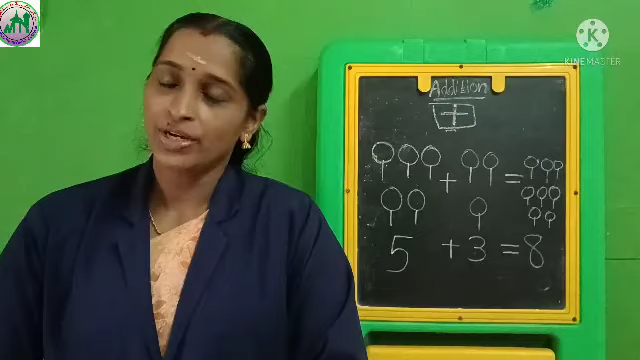 KINEMASTER
Addition
+
+ =
5 + 3 = 8